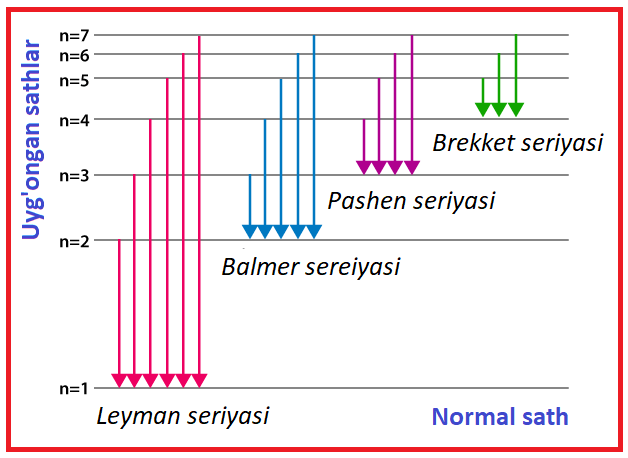 n=7
n=6
n=5
n=4
Brekket seriyasi
n=3
Pashen seriyasi
n=2
Balmer sereiyasi
n=1
Leyman seriyasi
Normal sath
Uyg'ongan sathlar